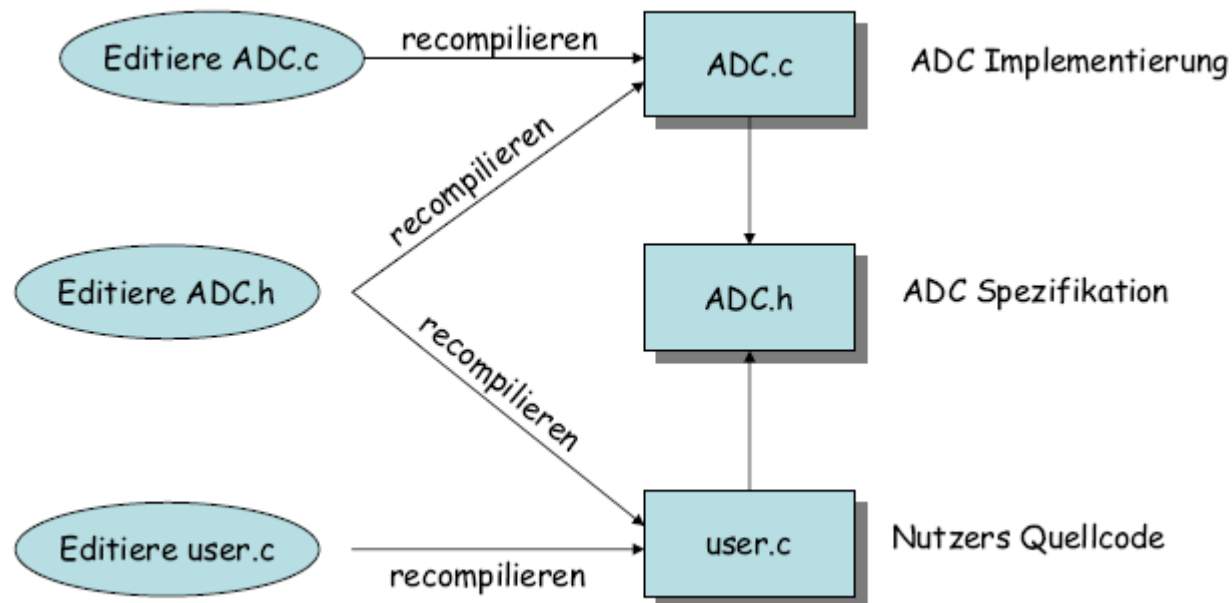 Editiere ADC.c
recompilieren
ADC.c
ADC Implementierung
recompilieren
Editiere ADC.h
ADC.h
ADC Spezifikation
recompilieren
Editiere user.c
recompilieren
user.c
Nutzers Quellcode